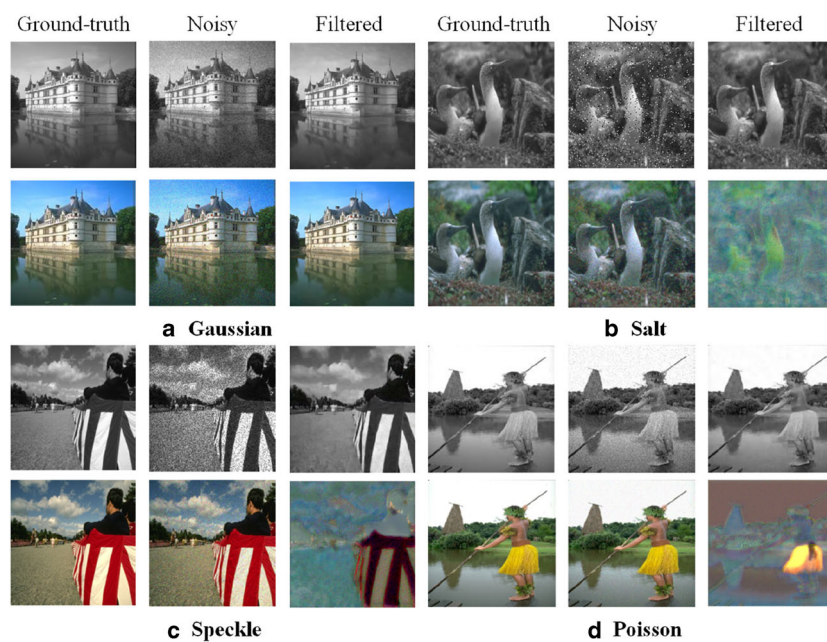 Ground-truth Noisy Filtered Ground-truth Noisy Filtered
a Gaussian
b Salt
c Speckle
d Poisson